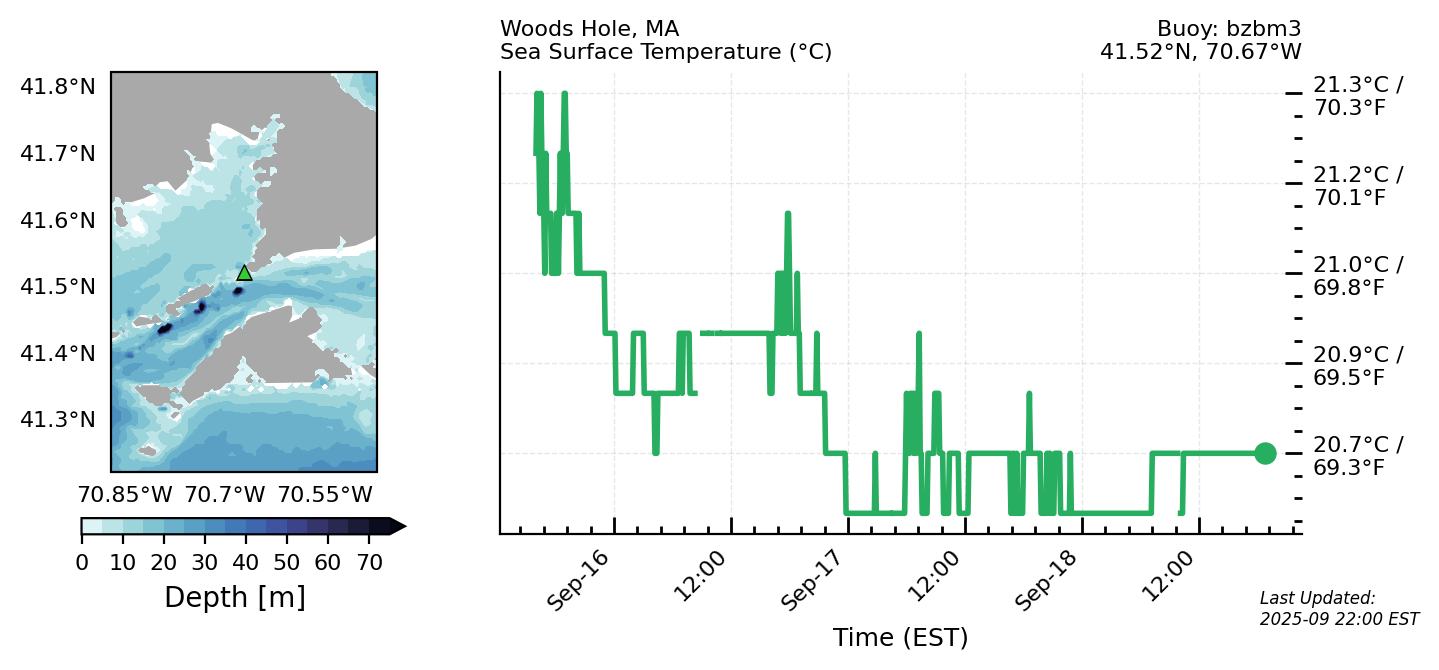 Woods Hole, MA
Sea Surface Temperature (°C)
Buoy: bzbm3
41.52°N, 70.67°W
41.8°N
41.7°N
41.6°N
41.5°N
41.4°N
41.3°N
70.85°W 70.7°W 70.55°W
0 10 20 30 40 50 60 70
Depth [m]
21.3°C /
70.3°F
21.2°C /
70.1°F
21.0°C /
69.8°F
20.9°C /
69.5°F
20.7°C /
69.3°F
Sep-16
12:00
Sep-17
12:00
Sep-18
12:00
Time (EST)
Last Updated:
2025-09 22:00 EST